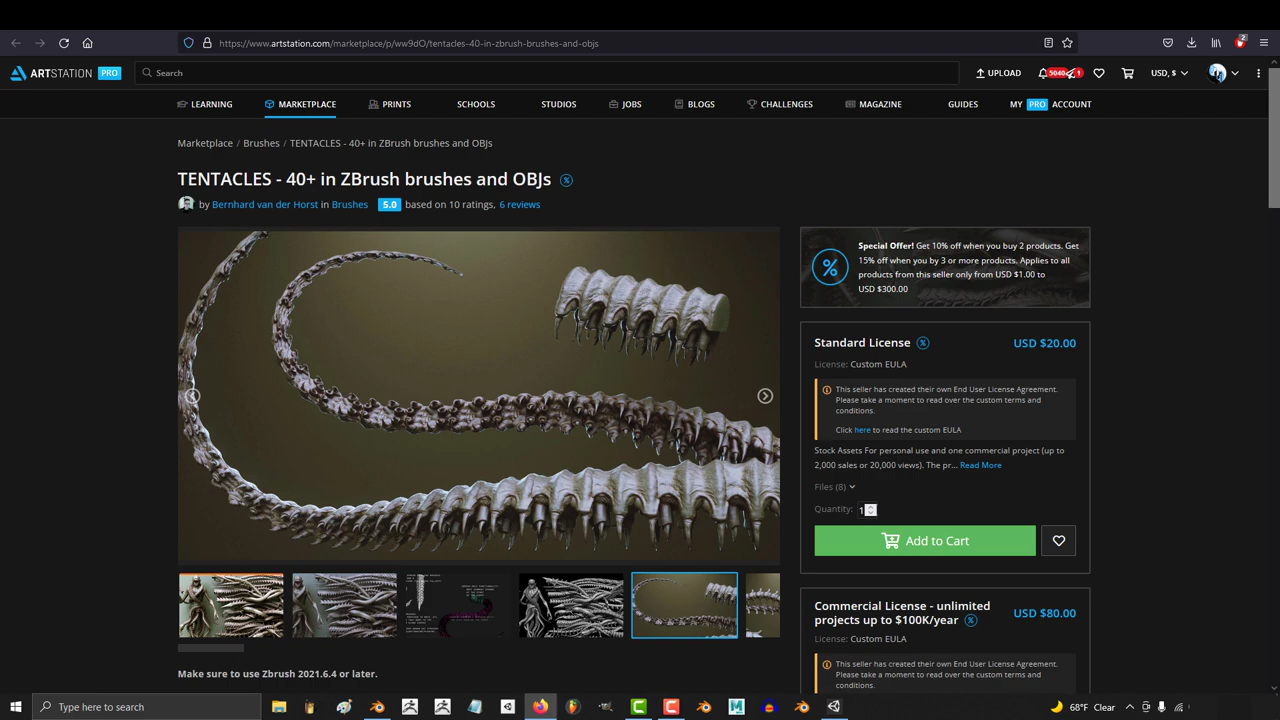 https://www.artstation.com/marketplace/p/ww9dO/tentacles-40-in-zbrush-brushes-and-objs
2
ARTSTATION PRO
Search
UPLOAD
5040
1
USD, $
LEARNING
MARKETPLACE
PRINTS
SCHOOLS
STUDIOS
JOBS
BLOGS
CHALLENGES
MAGAZINE
GUIDES
MY PRO ACCOUNT
Marketplace / Brushes / TENTACLES - 40+ in ZBrush brushes and OBJs
TENTACLES - 40+ in ZBrush brushes and OBJs
by Bernhard van der Horst in Brushes 5.0 based on 10 ratings, 6 reviews
Special Offer! Get 10% off when you buy 2 products. Get
15% off when you by 3 or more products. Applies to all
products from this seller only from USD $1.00 to
USD $300.00
Standard License
USD $20.00
License: Custom EULA
This seller has created their own End User License Agreement.
Please take a moment to read over the custom terms and
conditions.
Click here to read the custom EULA
Stock Assets For personal use and one commercial project (up to
2,000 sales or 20,000 views). The pr... Read More
Files (8)
Quantity: 1
Add to Cart
Commercial License - unlimited
projects up to $100K/year
USD $80.00
License: Custom EULA
This seller has created their own End User License Agreement.
Please take a moment to read over the custom terms and
conditions.
Make sure to use Zbrush 2021.6.4 or later.
Type here to search
68°F Clear